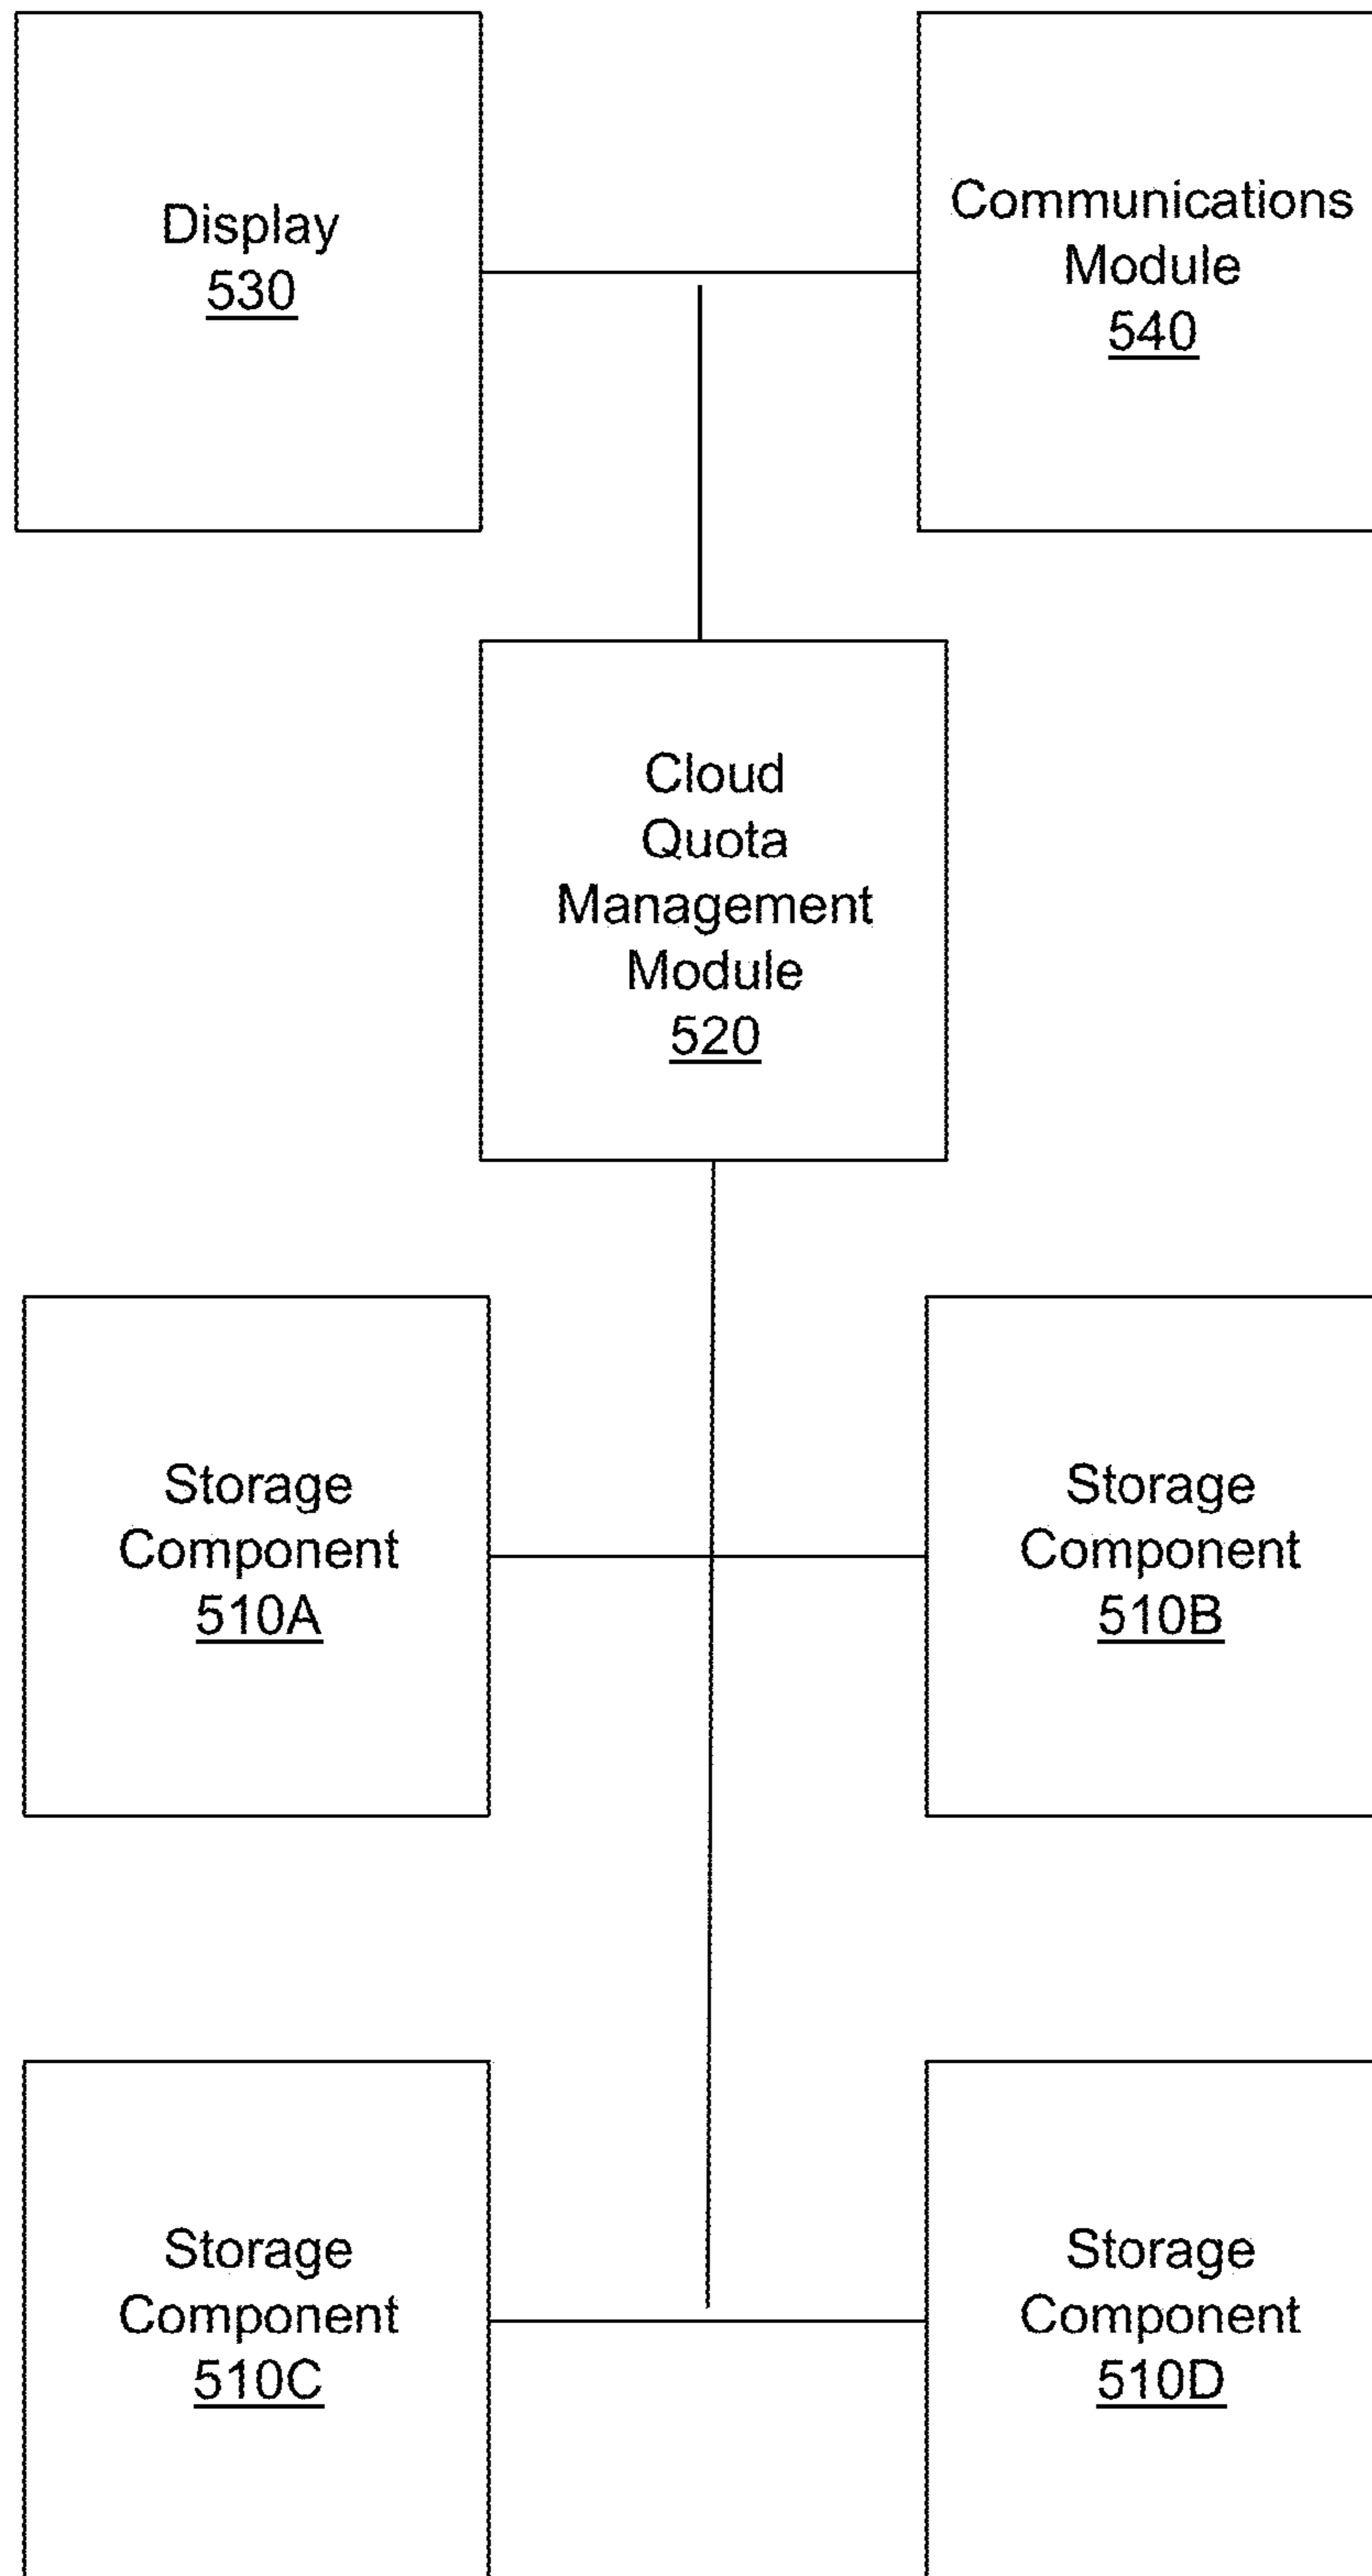 Display
530
Communications
Module
540
Cloud
Quota
Management
Module
520
Storage
Component
510A
Storage
Component
510B
Storage
Component
510C
Storage
Component
510D